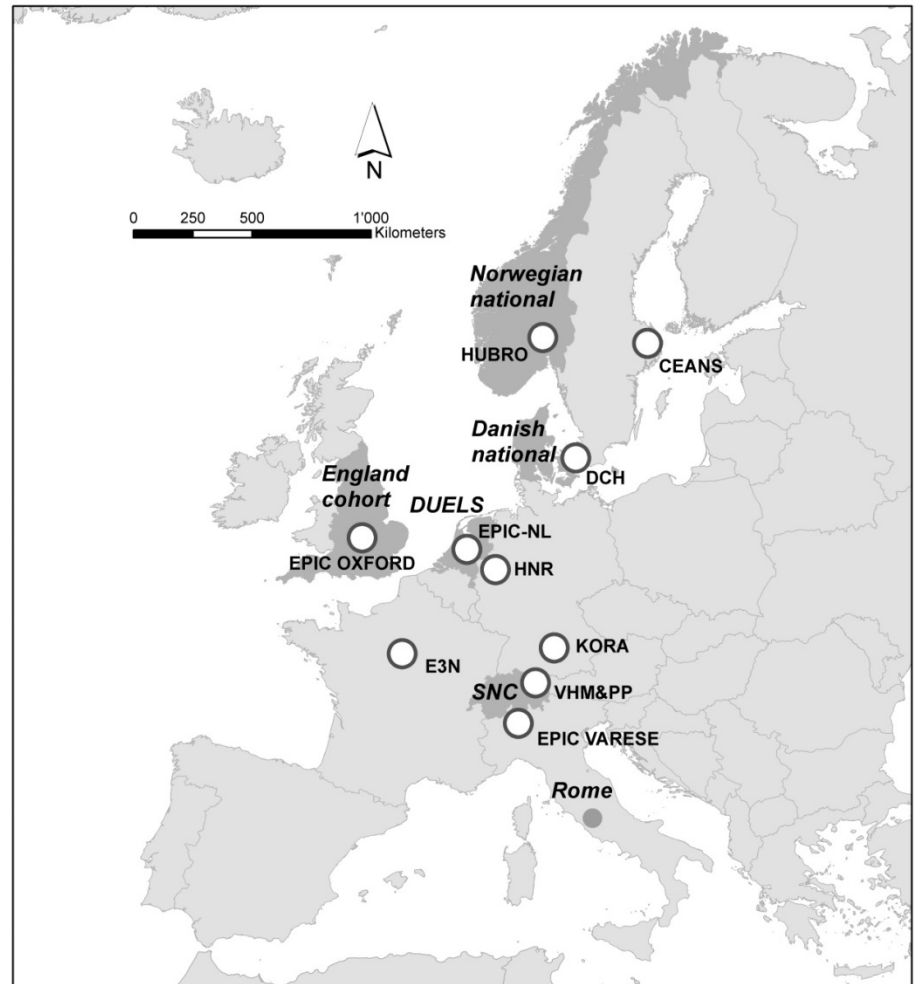 N
0 250 500 1'000
Kilometers
Norwegian
national
HUBRO
CEANS
Danish
national
DCH
England
cohort
DUELS
EPIC-NL
EPIC OXFORD
HNR
KORA
E3N
SNC
VHM&PP
EPIC VARESE
Rome